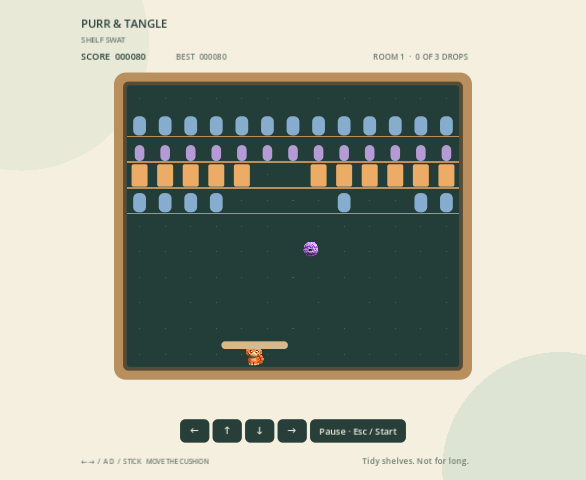 PURR & TANGLE
SHELF SWAT
SCORE 000080 BEST 000080 ROOM 1 · 0 OF 3 DROPS
← ↑ ↓ → Pause · Esc / Start
←→ / A D / STICK MOVE THE CUSHION Tidy shelves. Not for long.